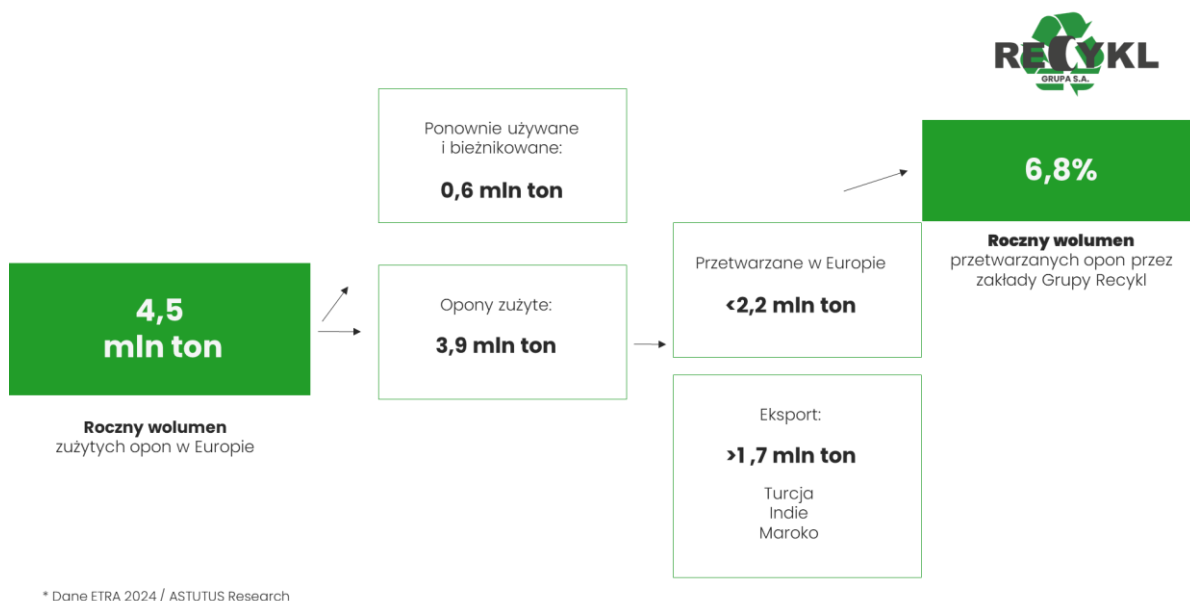 RECYKL
GRUPA S.A.
Ponownie używane
i bieżnikowane:
0,6 mln ton
6,8%
Roczny wolumen
przetwarzanych opon przez
zakłady Grupy Recykl
Przetwarzane w Europie
<2,2 mln ton
4,5
mln ton
Opony zużyte:
3,9 mln ton
Roczny wolumen
zużytych opon w Europie
Eksport:
>1 ,7 mln ton
Turcja
Indie
Maroko
* Dane ETRA 2024 / ASTUTUS Research